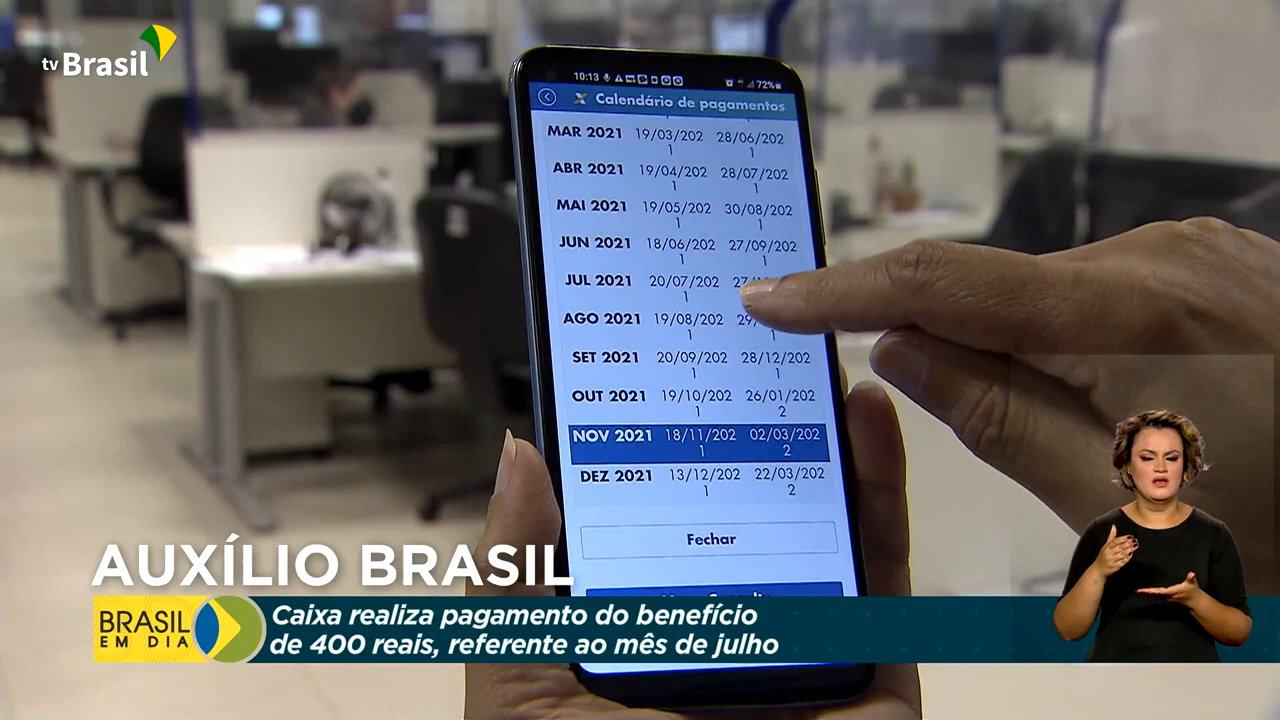 tv Brasil
10:13
72%
Calendário de pagamentos
MAR 2021 19/03/202 28/06/202
1 1
ABR 2021 19/04/202 28/07/202
1 1
MAI 2021 19/05/202 30/08/202
1 1
JUN 2021 18/06/202 27/09/202
1 1
JUL 2021 20/07/202
1
AGO 2021 19/08/202
1 1
SET 2021 20/09/202 28/12/202
1 1
OUT 2021 19/10/202 26/01/202
1 2
NOV 2021 18/11/202 02/03/202
1 2
DEZ 2021 13/12/202 22/03/202
1 2
Fechar
AUXÍLIO BRASIL
BRASIL
EM DIA
Caixa realiza pagamento do benefício
de 400 reais, referente ao mês de julho